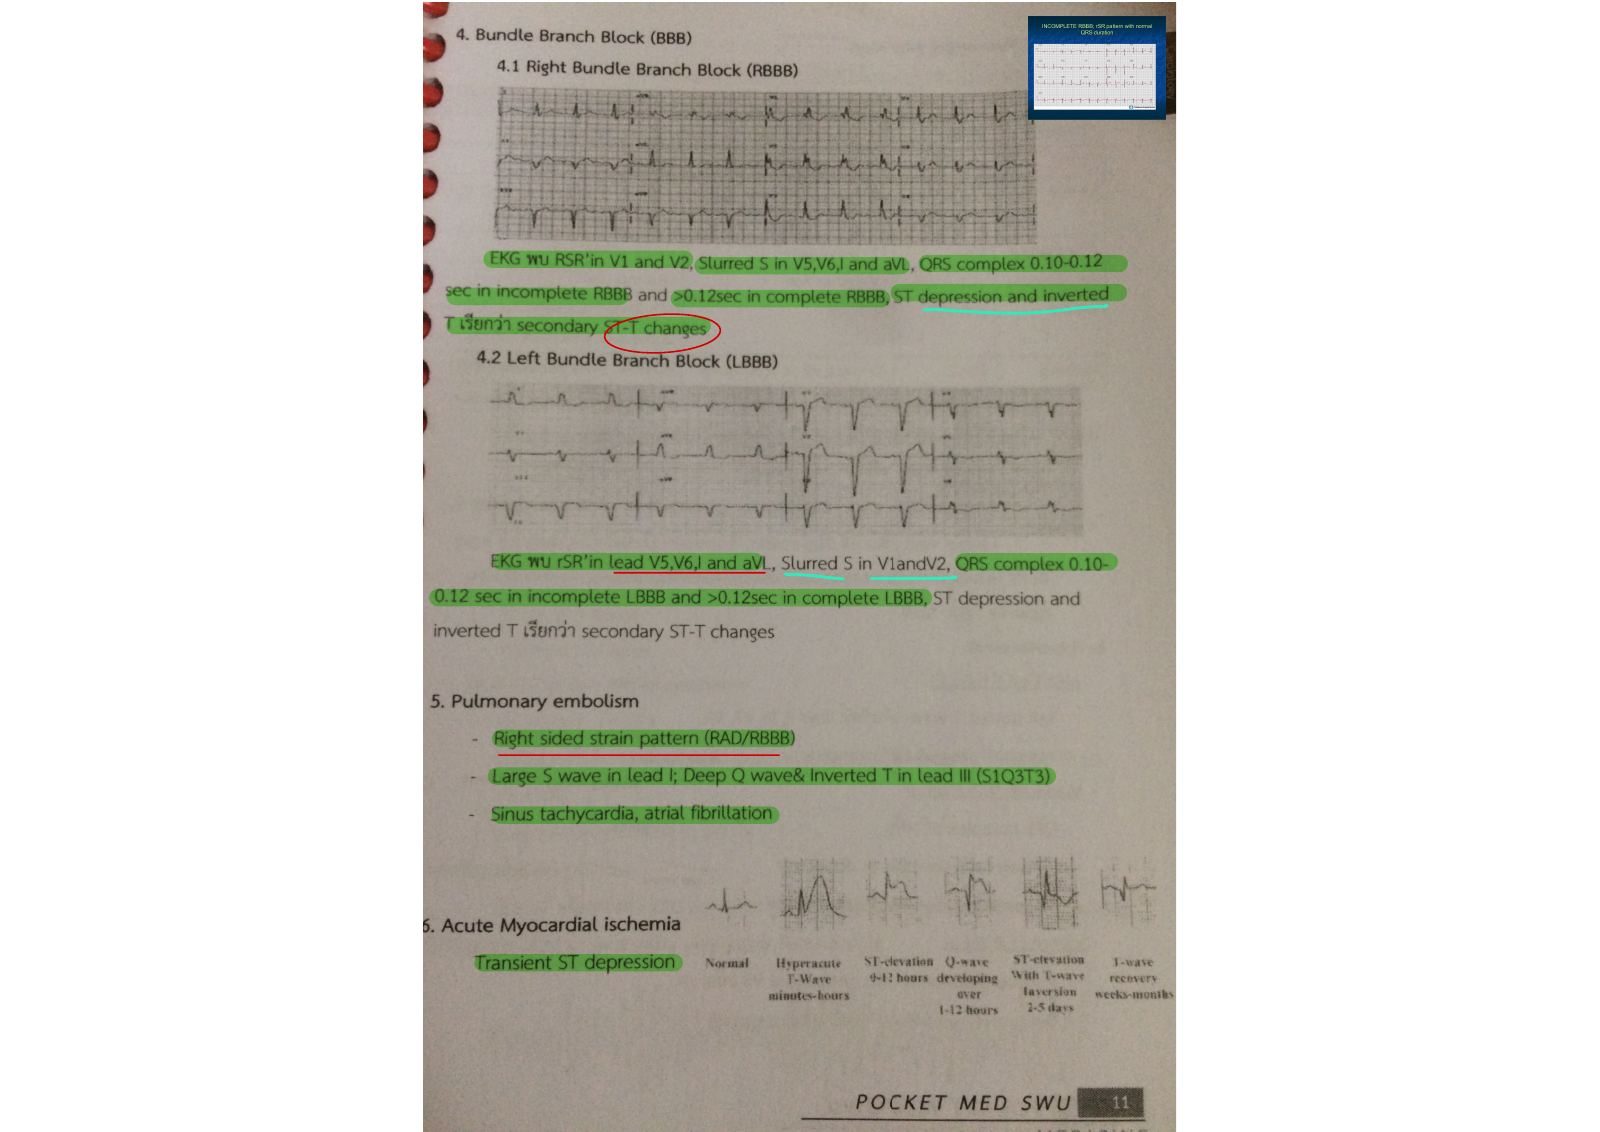 4. Bundle Branch Block (BBB)
INCOMPLETE RBBB; rSR pattern with normal
QRS duration
4.1 Right Bundle Branch Block (RBBB)
EKG พบ RSR'in V1 and V2, Slurred S in V5,V6,I and aVL, QRS complex 0.10-0.12
sec in incomplete RBBB and >0.12sec in complete RBBB, ST depression and inverted
T เรียกว่า secondary ST-T changes
4.2 Left Bundle Branch Block (LBBB)
EKG พบ rSR'in lead V5,V6,I and aVL, Slurred S in V1andV2, QRS complex 0.10-
0.12 sec in incomplete LBBB and >0.12sec in complete LBBB, ST depression and
inverted T เรียกว่า secondary ST-T changes
5. Pulmonary embolism
- Right sided strain pattern (RAD/RBBB)
- Large S wave in lead I; Deep Q wave& Inverted T in lead III (S1Q3T3)
- Sinus tachycardia, atrial fibrillation
6. Acute Myocardial ischemia
Transient ST depression
Normal
Hyperacute
T-Wave
minutes-hours
ST-elevation
0-12 hours
Q-wave
developing
over
1-12 hours
ST-elevation
With T-wave
Inversion
2-5 days
T-wave
recovery
weeks-months
POCKET MED SWU 11